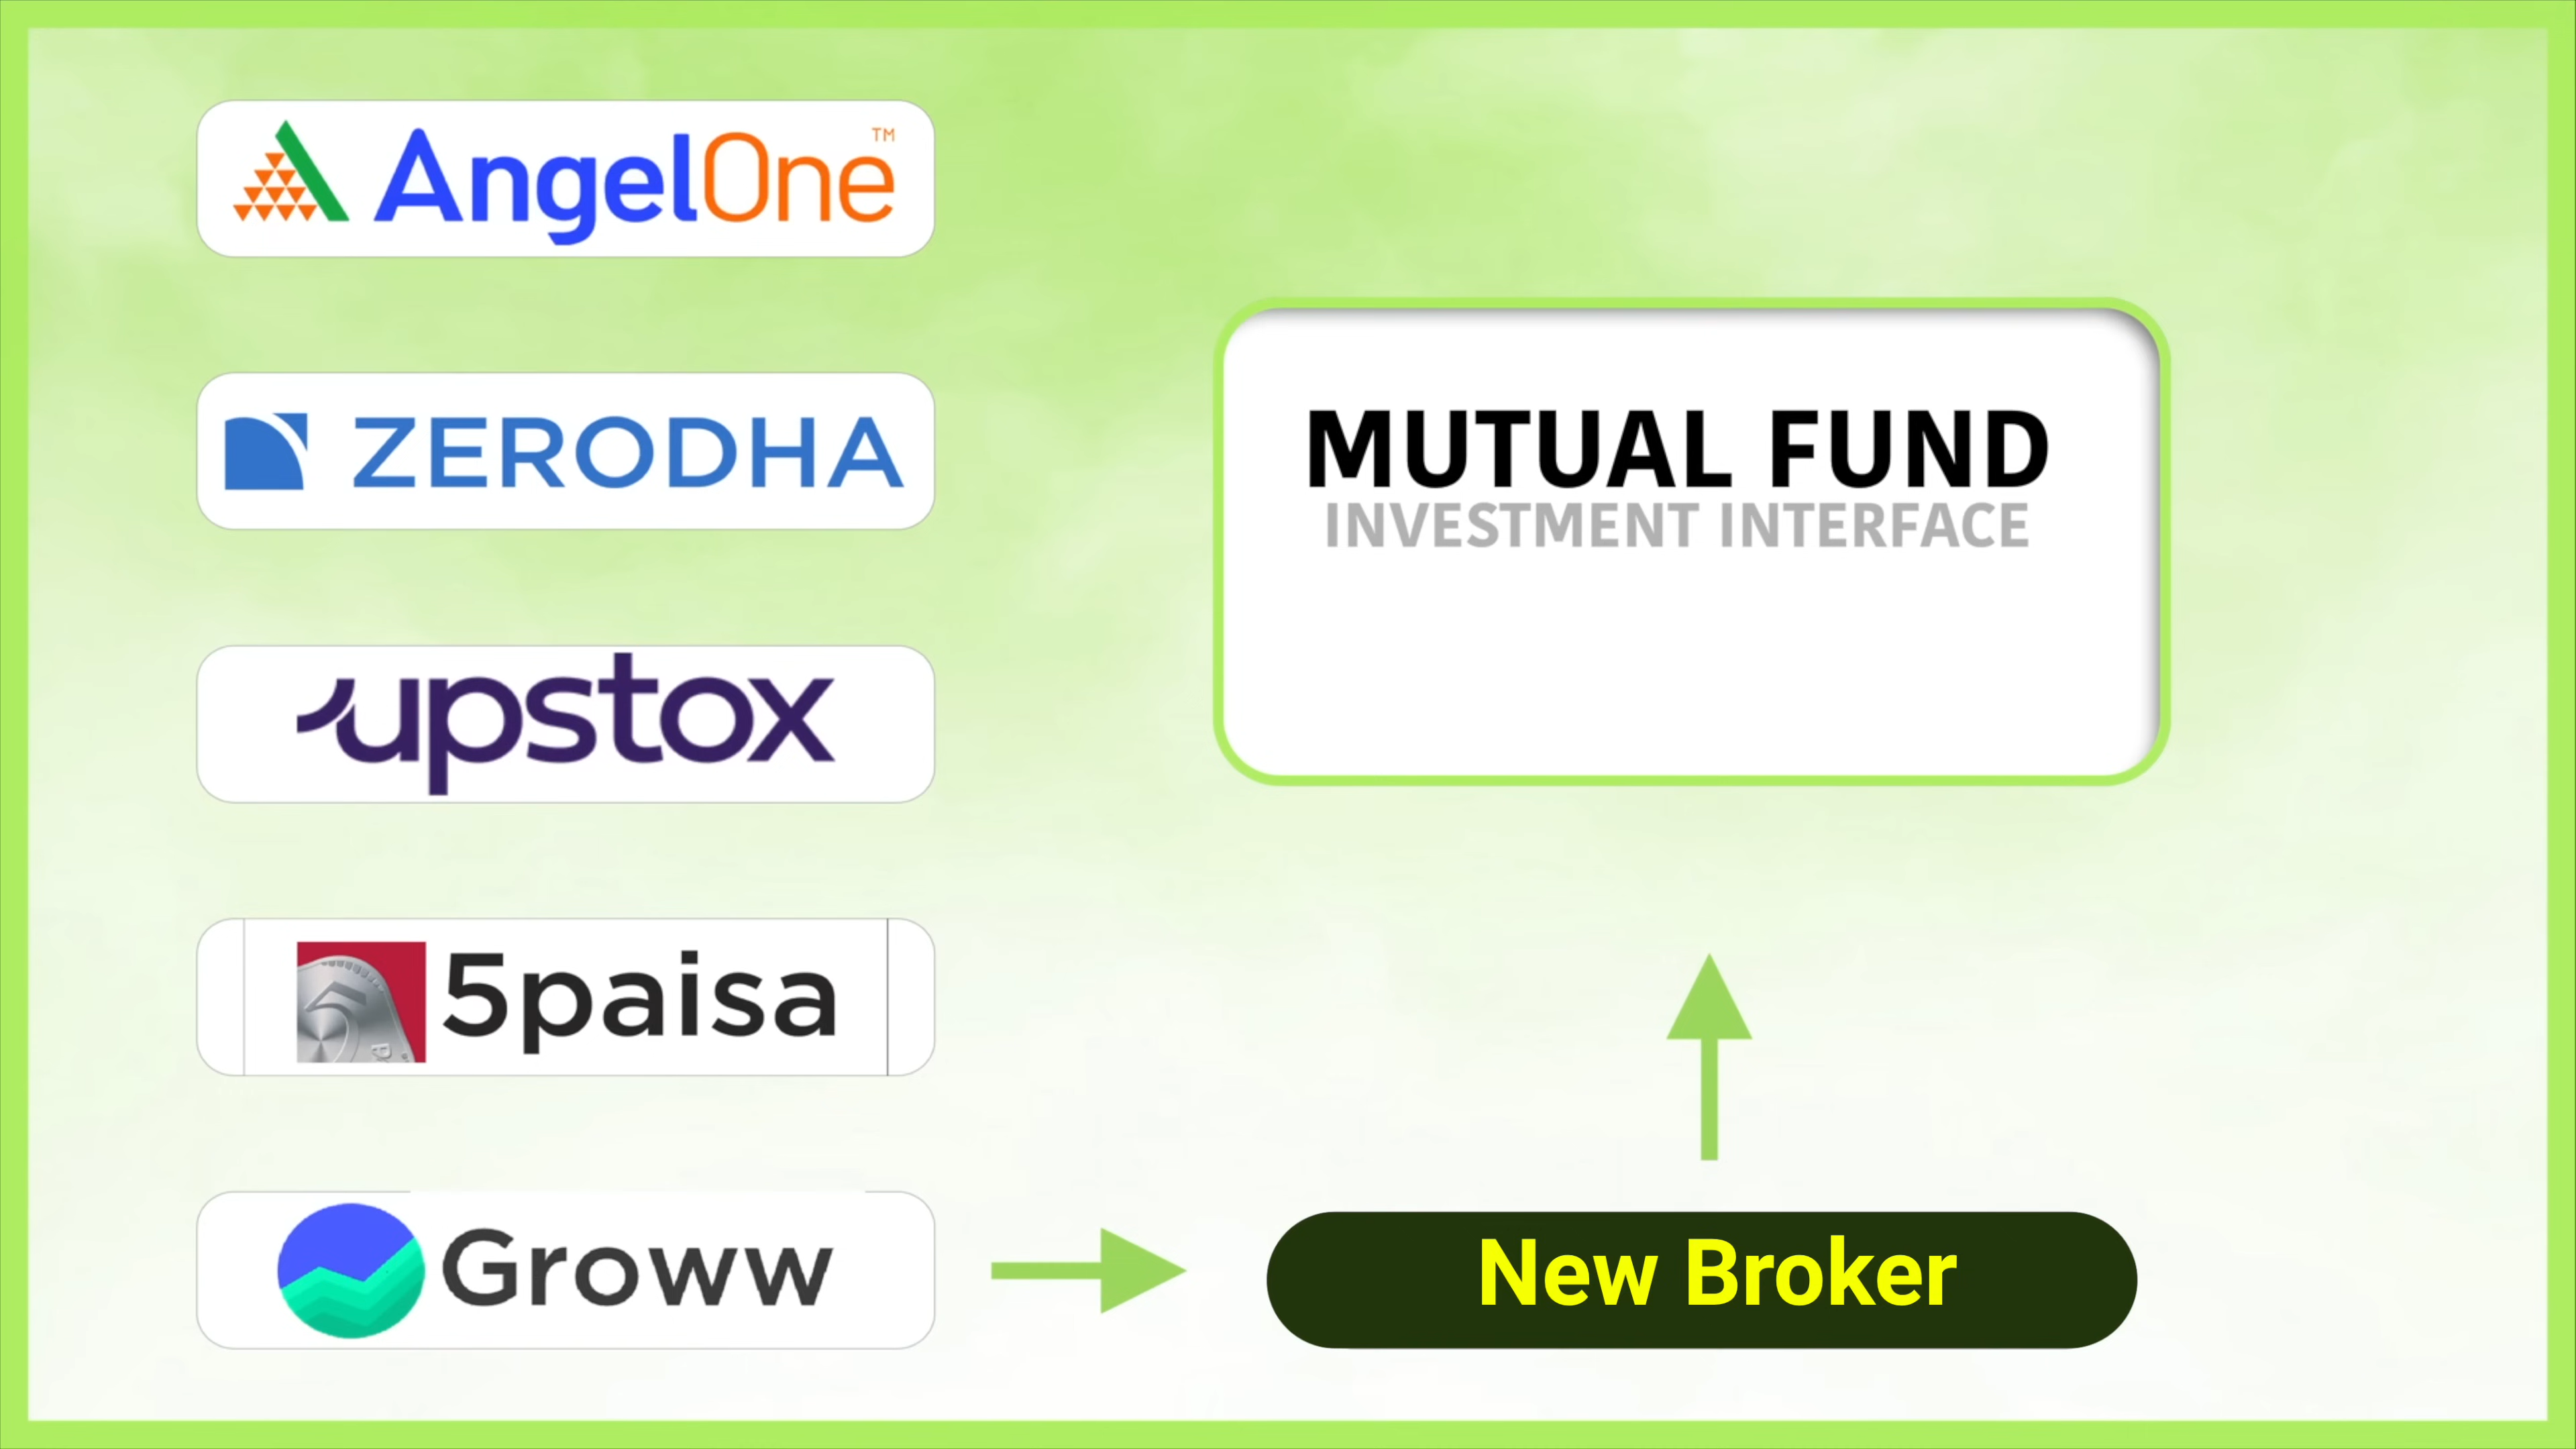 AngelOne™
ZERODHA
upstox
5paisa
Groww
MUTUAL FUND
INVESTMENT INTERFACE
New Broker